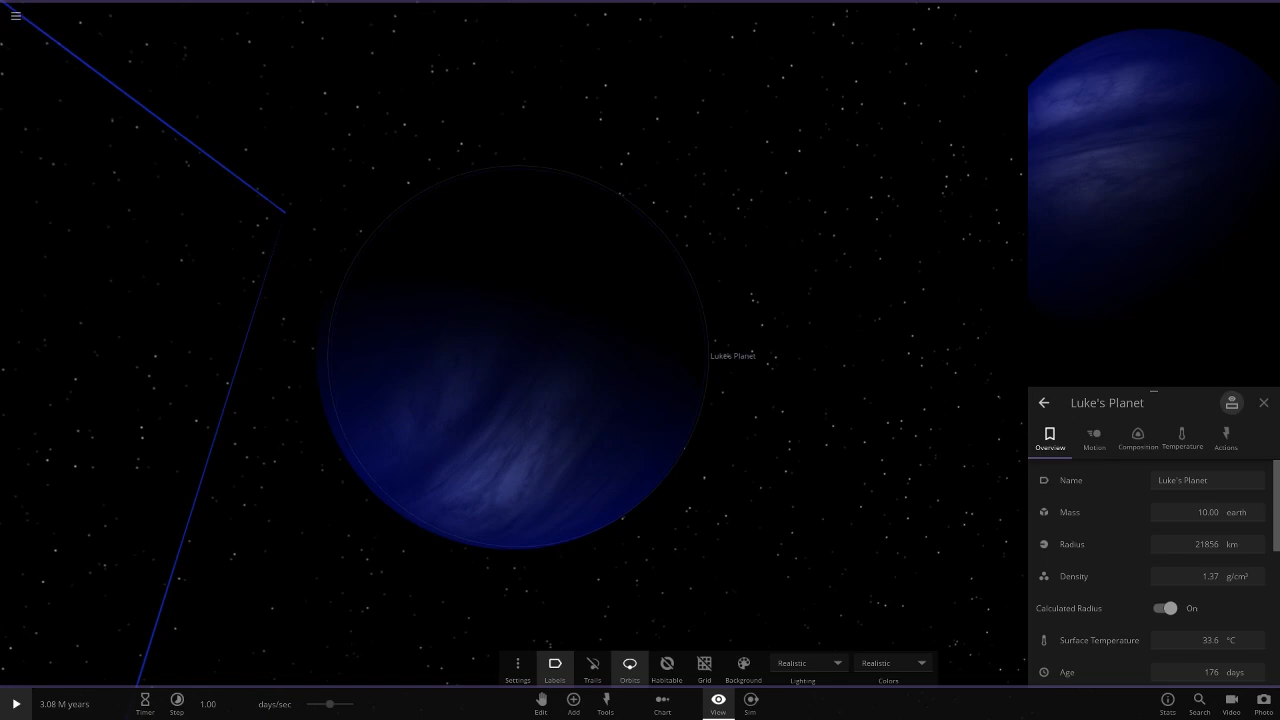 Luke's Planet
Luke's Planet
Overview
Motion
Composition
Temperature
Actions
Name Luke's Planet
Mass 10.00 earth
Radius 21856 km
Density 1.37 g/cm³
Calculated Radius On
Surface Temperature 33.6 °C
Age 176 days
Settings
Labels
Trails
Orbits
Habitable
Grid
Background
Realistic
Lighting
Realistic
Colors
3.08 M years
Timer
Step
1.00 days/sec
Edit
Add
Tools
Chart
View
Sim
Stats
Search
Video
Photo